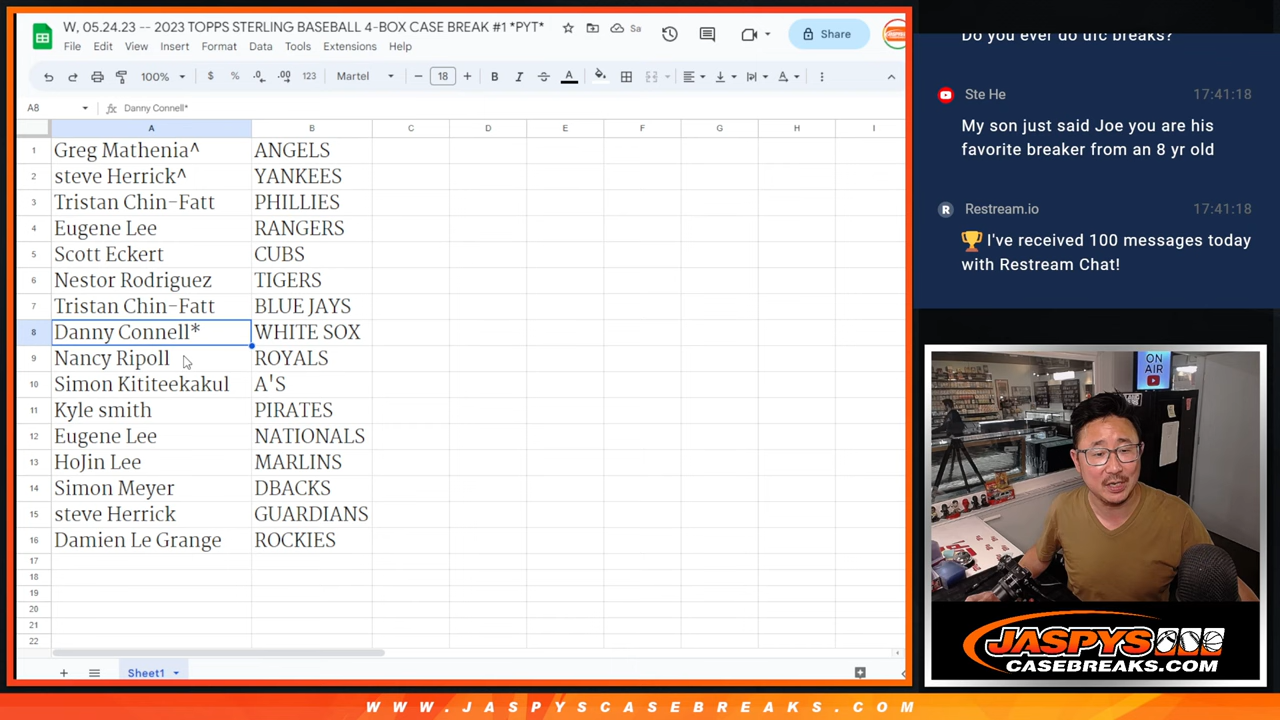 W, 05.24.23 -- 2023 TOPPS STERLING BASEBALL 4-BOX CASE BREAK #1 *PYT*
Sa
Share
File Edit View Insert Format Data Tools Extensions Help
100% $ % .0 .00 123 Martel 18 B I A
A8 fx Danny Connell*
A B C D E F G H I
1 Greg Mathenia^ ANGELS
2 steve Herrick^ YANKEES
3 Tristan Chin-Fatt PHILLIES
4 Eugene Lee RANGERS
5 Scott Eckert CUBS
6 Nestor Rodriguez TIGERS
7 Tristan Chin-Fatt BLUE JAYS
8 Danny Connell* WHITE SOX
9 Nancy Ripoll ROYALS
10 Simon Kititeekakul A'S
11 Kyle smith PIRATES
12 Eugene Lee NATIONALS
13 HoJin Lee MARLINS
14 Simon Meyer DBACKS
15 steve Herrick GUARDIANS
16 Damien Le Grange ROCKIES
17
18
19
20
21
22
Sheet1
Do you ever do ufc breaks?
Ste He 17:41:18
My son just said Joe you are his
favorite breaker from an 8 yr old
R Restream.io 17:41:18
🏆 I've received 100 messages today
with Restream Chat!
ON
AIR
JASPYS
CASEBREAKS.COM
WWW.JASPYSCASEBREAKS.COM